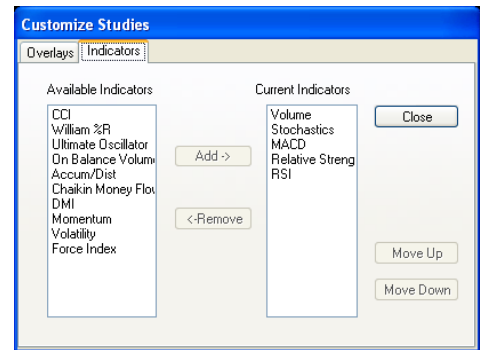 Customize Studies
Overlays Indicators
Available Indicators
CCI
William %R
Ultimate Oscillator
On Balance Volum
Accum/Dist
Chaikin Money Flo
DMI
Momentum
Volatility
Force Index
Add ->
<-Remove
Current Indicators
Volume
Stochastics
MACD
Relative Streng
RSI
Close
Move Up
Move Down